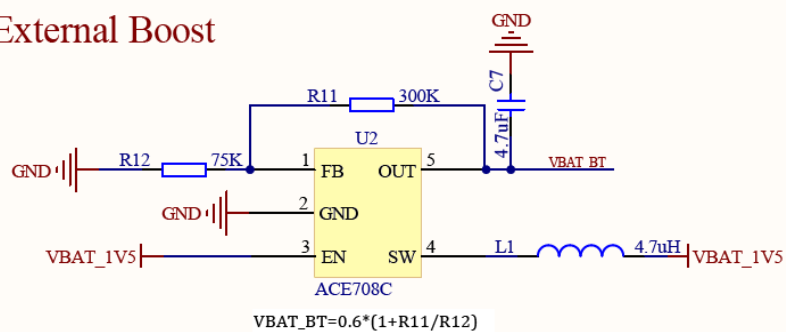 External Boost
GND
C7
4.7uF
R11 300K
U2
GND R12 75K 1 FB OUT 5 VBAT_BT
GND 2 GND
VBAT_1V5 3 EN SW 4 L1 4.7uH VBAT_1V5
ACE708C
VBAT_BT=0.6*(1+R11/R12)